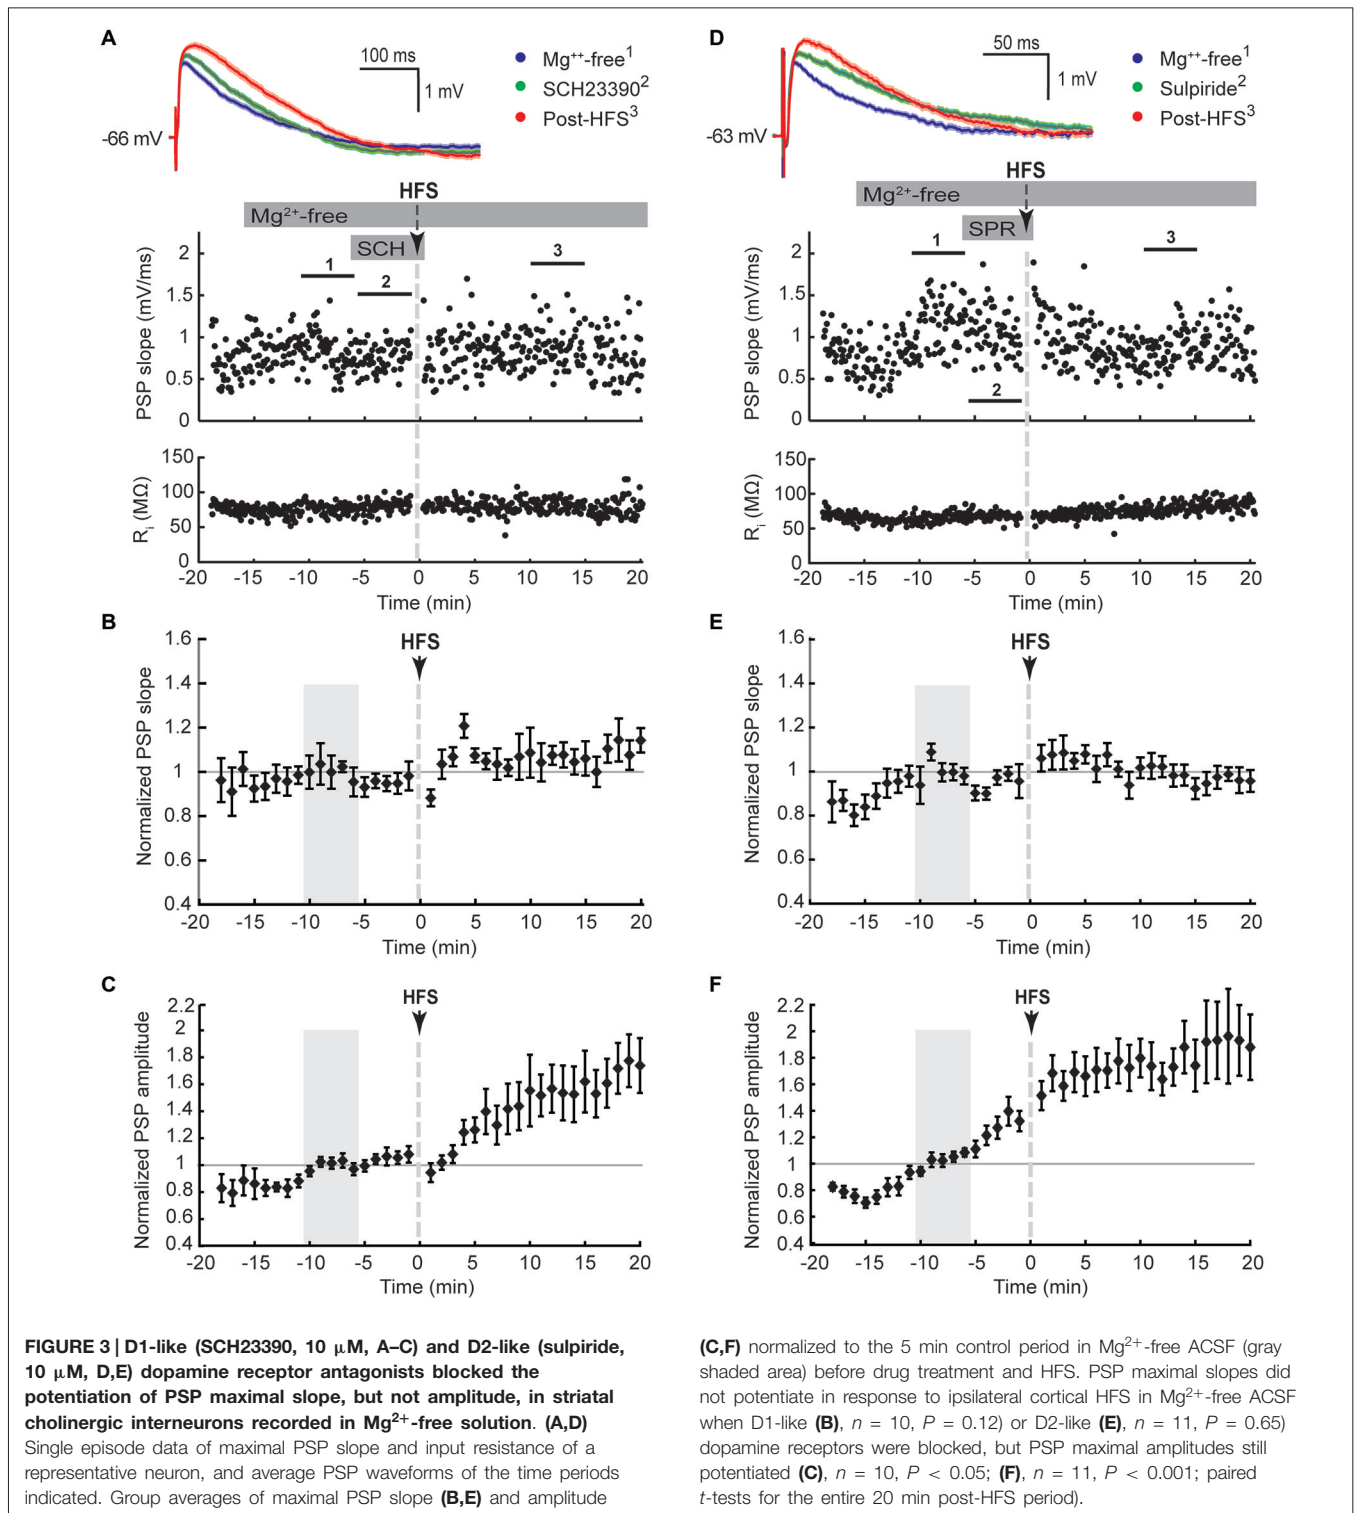 A
100 ms
1 mV
-66 mV
Mg⁺⁺-free¹
SCH23390²
Post-HFS³
HFS
Mg²⁺-free
SCH
1
2
3
PSP slope (mV/ms)
2
1.5
1
0.5
0
Rᵢ (MΩ)
150
100
50
0
-20 -15 -10 -5 0 5 10 15 20
Time (min)
B
HFS
Normalized PSP slope
1.6
1.4
1.2
1
0.8
0.6
0.4
-20 -15 -10 -5 0 5 10 15 20
Time (min)
C
HFS
Normalized PSP amplitude
2.2
2
1.8
1.6
1.4
1.2
1
0.8
0.6
0.4
-20 -15 -10 -5 0 5 10 15 20
Time (min)
D
50 ms
1 mV
-63 mV
Mg⁺⁺-free¹
Sulpiride²
Post-HFS³
HFS
Mg²⁺-free
SPR
1
2
3
PSP slope (mV/ms)
2
1.5
1
0.5
0
Rᵢ (MΩ)
150
100
50
0
-20 -15 -10 -5 0 5 10 15 20
Time (min)
E
HFS
Normalized PSP slope
1.6
1.4
1.2
1
0.8
0.6
0.4
-20 -15 -10 -5 0 5 10 15 20
Time (min)
F
HFS
Normalized PSP amplitude
2.2
2
1.8
1.6
1.4
1.2
1
0.8
0.6
0.4
-20 -15 -10 -5 0 5 10 15 20
Time (min)
FIGURE 3 | D1-like (SCH23390, 10 μM, A–C) and D2-like (sulpiride,
10 μM, D,E) dopamine receptor antagonists blocked the
potentiation of PSP maximal slope, but not amplitude, in striatal
cholinergic interneurons recorded in Mg²⁺-free solution. (A,D)
Single episode data of maximal PSP slope and input resistance of a
representative neuron, and average PSP waveforms of the time periods
indicated. Group averages of maximal PSP slope (B,E) and amplitude
(C,F) normalized to the 5 min control period in Mg²⁺-free ACSF (gray
shaded area) before drug treatment and HFS. PSP maximal slopes did
not potentiate in response to ipsilateral cortical HFS in Mg²⁺-free ACSF
when D1-like (B), n = 10, P = 0.12) or D2-like (E), n = 11, P = 0.65)
dopamine receptors were blocked, but PSP maximal amplitudes still
potentiated (C), n = 10, P < 0.05; (F), n = 11, P < 0.001; paired
t-tests for the entire 20 min post-HFS period).